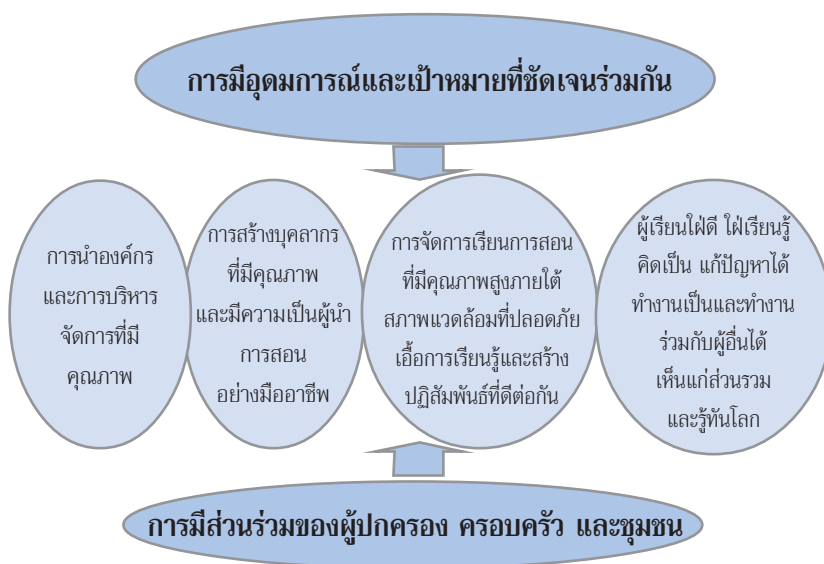 การมีอุดมการณ์และเป้าหมายที่ชัดเจนร่วมกัน
การนำองค์กร
และการบริหาร
จัดการที่มี
คุณภาพ
การสร้างบุคลากร
ที่มีคุณภาพ
และมีความเป็นผู้นำ
การสอน
อย่างมืออาชีพ
การจัดการเรียนการสอน
ที่มีคุณภาพสูงภายใต้
สภาพแวดล้อมที่ปลอดภัย
เอื้อการเรียนรู้และสร้าง
ปฏิสัมพันธ์ที่ดีต่อกัน
ผู้เรียนใฝ่ดี ใฝ่เรียนรู้
คิดเป็น แก้ปัญหาได้
ทำงานเป็นและทำงาน
ร่วมกับผู้อื่นได้
เห็นแก่ส่วนรวม
และรู้ทันโลก
การมีส่วนร่วมของผู้ปกครอง ครอบครัว และชุมชน